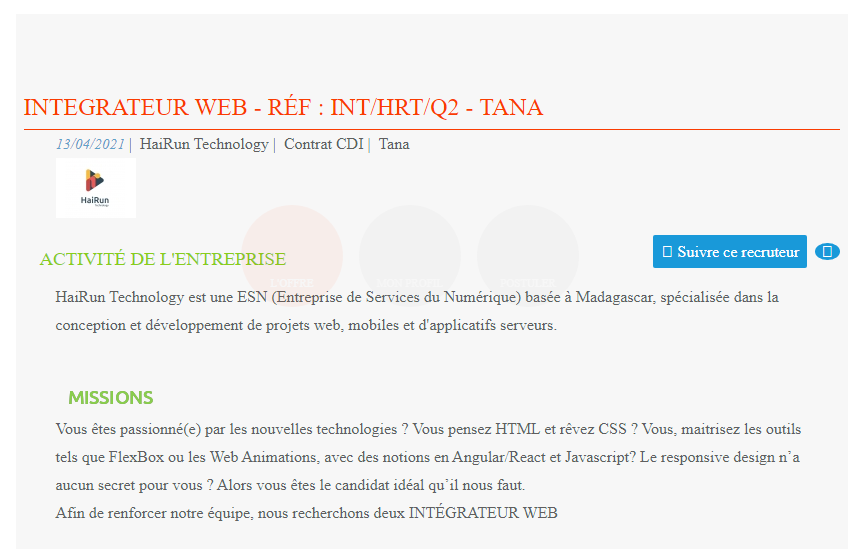 INTEGRATEUR WEB - RÉF : INT/HRT/Q2 - TANA
13/04/2021 | HaiRun Technology | Contrat CDI | Tana
HaiRun
Technology
Suivre ce recruteur
ACTIVITÉ DE L'ENTREPRISE
HaiRun Technology est une ESN (Entreprise de Services du Numérique) basée à Madagascar, spécialisée dans la
conception et développement de projets web, mobiles et d'applicatifs serveurs.
MISSIONS
Vous êtes passionné(e) par les nouvelles technologies ? Vous pensez HTML et rêvez CSS ? Vous, maitrisez les outils
tels que FlexBox ou les Web Animations, avec des notions en Angular/React et Javascript? Le responsive design n’a
aucun secret pour vous ? Alors vous êtes le candidat idéal qu’il nous faut.
Afin de renforcer notre équipe, nous recherchons deux INTÉGRATEUR WEB